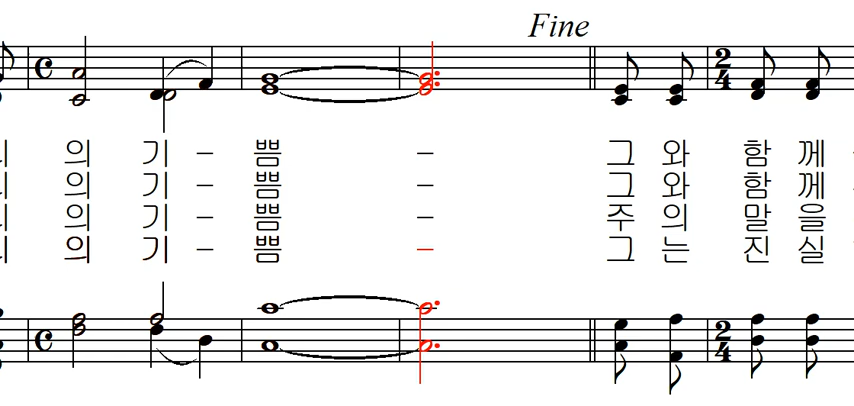 Fine
의 기 – 쁨 – 그 와 함 께
의 기 – 쁨 – 그 와 함 께
의 기 – 쁨 – 주 의 말 을
의 기 – 쁨 – 그 는 진 실